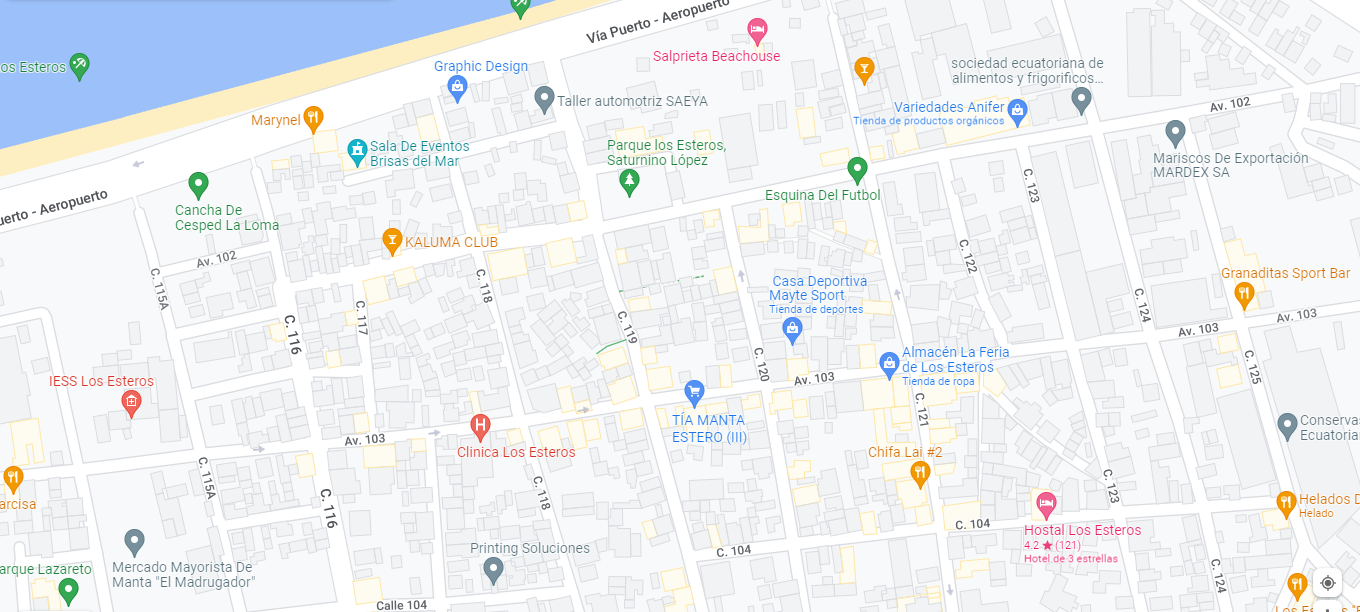 Vía Puerto - Aeropuerto
Salprieta Beachouse
os Esteros
Graphic Design
sociedad ecuatoriana de
alimentos y frigorificos...
Taller automotriz SAEYA
Variedades Anifer
Tienda de productos orgánicos
Av. 102
Marynel
Sala De Eventos
Brisas del Mar
Parque los Esteros,
Saturnino López
Mariscos De Exportación
MARDEX SA
Esquina Del Futbol
C. 123
uerto - Aeropuerto
Cancha De
Cesped La Loma
KALUMA CLUB
Av. 102
C. 122
C. 115A
C. 118
Casa Deportiva
Mayte Sport
Tienda de deportes
Granaditas Sport Bar
C. 124
C. 117
C. 116
C. 119
Av. 103
Av. 103
C. 120
Almacén La Feria
de Los Esteros
Tienda de ropa
C. 125
IESS Los Esteros
Av. 103
C. 121
TÍA MANTA
ESTERO (III)
Conservas
Ecuatoria
Av. 103
Clinica Los Esteros
Chifa Lai #2
C. 115A
C. 118
C. 123
C. 116
arcisa
Helados D
Helado
C. 104
Hostal Los Esteros
4.2 ★ (121)
Hotel de 3 estrellas
Printing Soluciones
C. 104
Mercado Mayorista De
Manta "El Madrugador"
arque Lazareto
C. 124
Calle 104
Los Es